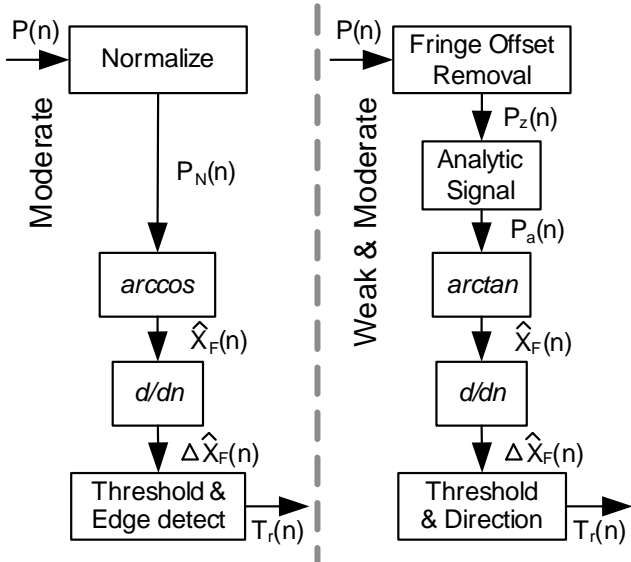 P(n)
Normalize
Moderate
P_N(n)
arccos
X̂_F(n)
d/dn
ΔX̂_F(n)
Threshold &
Edge detect
T_r(n)
P(n)
Fringe Offset
Removal
Weak & Moderate
P_z(n)
Analytic
Signal
P_a(n)
arctan
X̂_F(n)
d/dn
ΔX̂_F(n)
Threshold
& Direction
T_r(n)